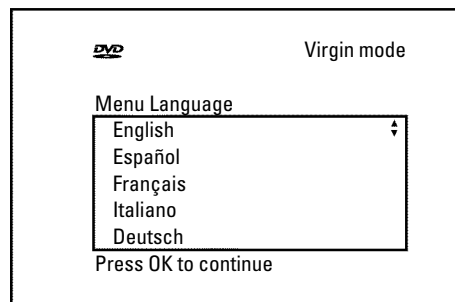 DVD Virgin mode
Menu Language
English
Español
Français
Italiano
Deutsch
Press OK to continue